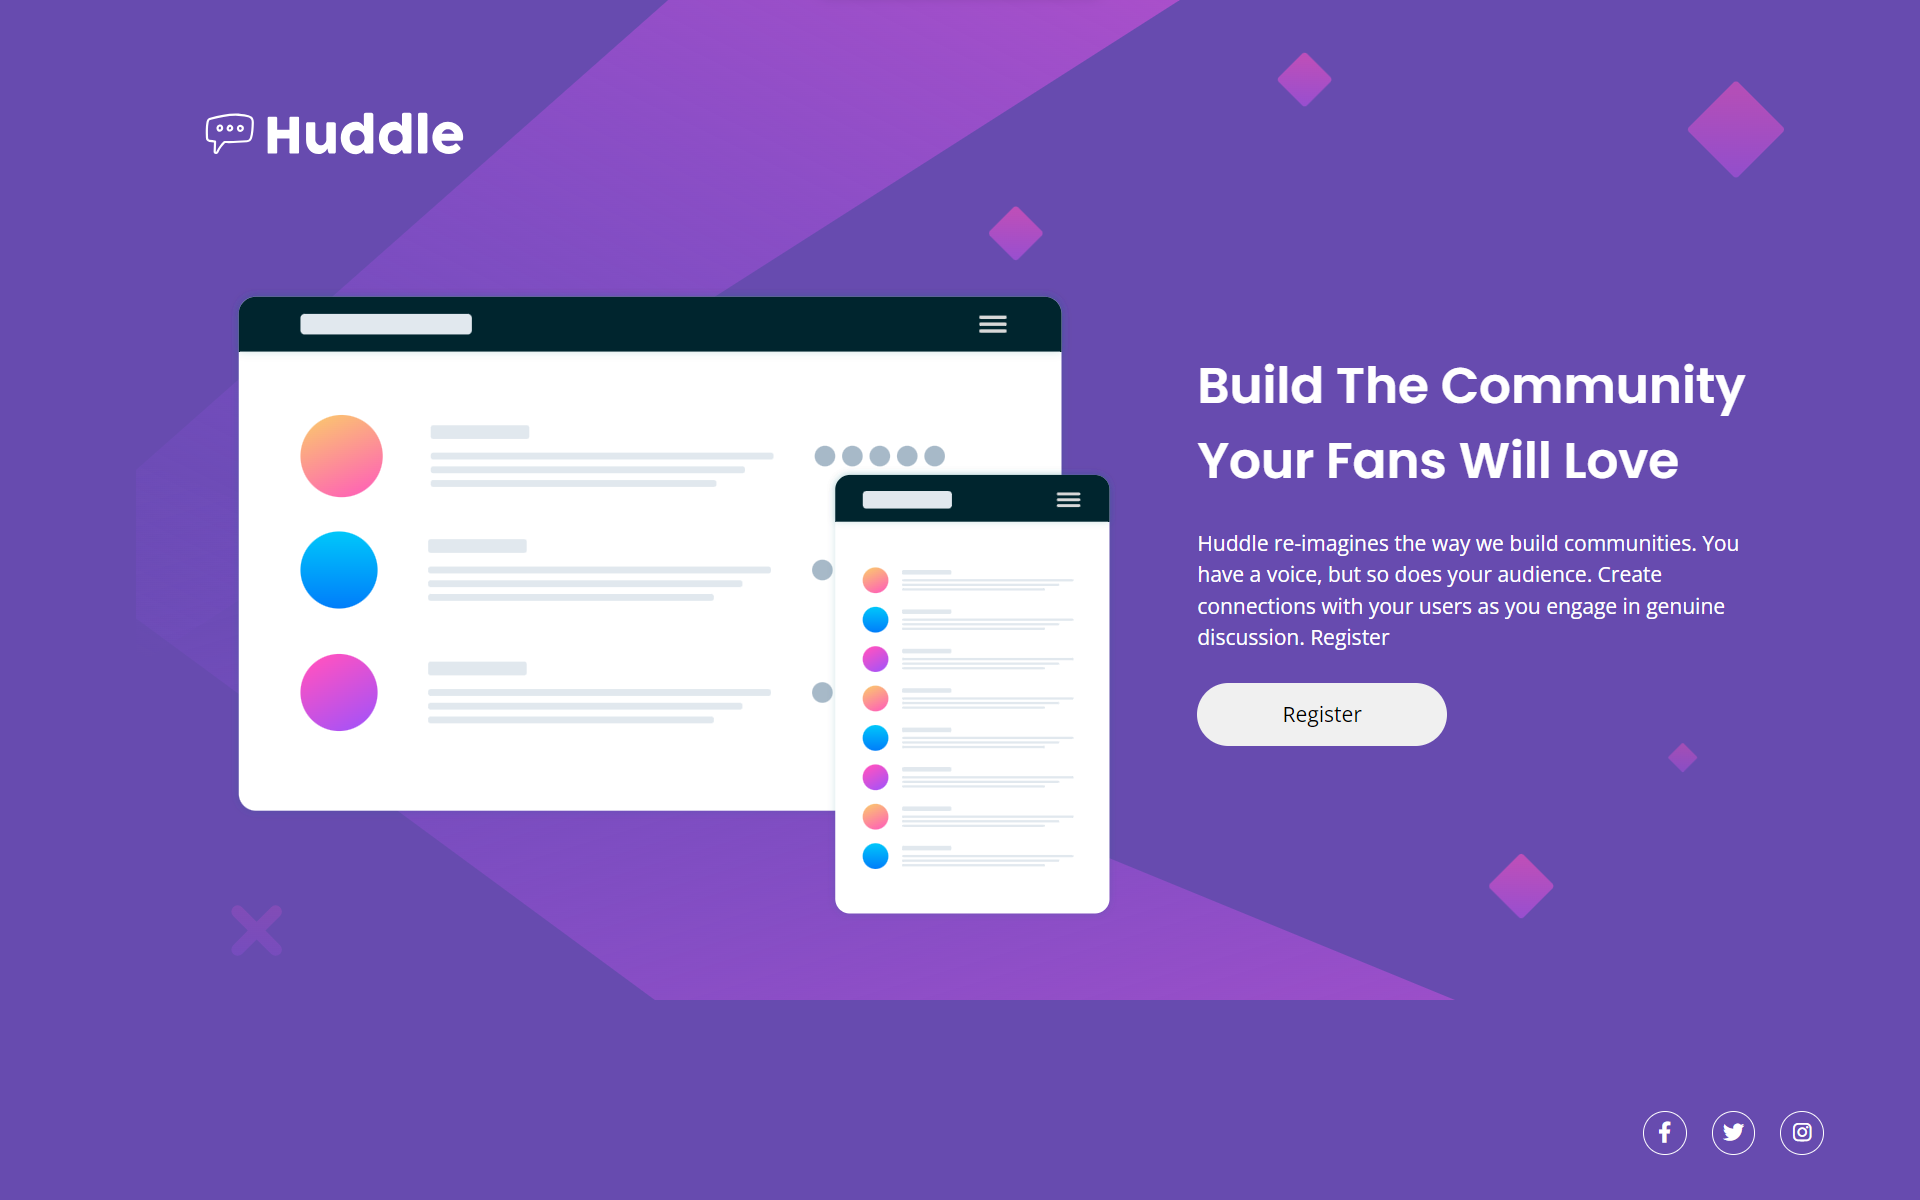 Huddle
Build The Community
Your Fans Will Love
Huddle re-imagines the way we build communities. You
have a voice, but so does your audience. Create
connections with your users as you engage in genuine
discussion. Register
Register